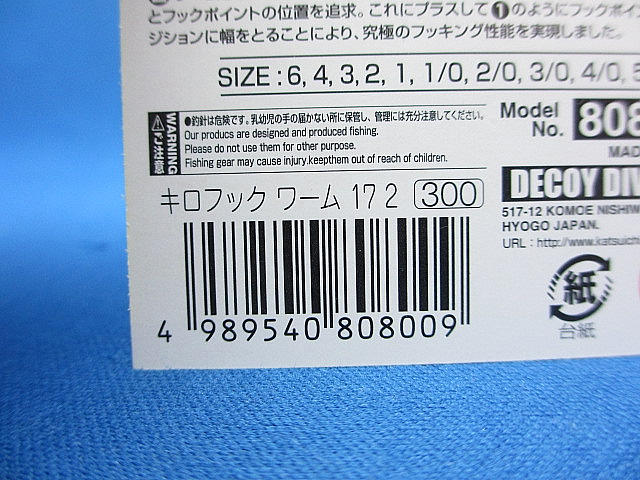 とフックポイントの位置を追求。これにプラスして❶のようにフックポイ
ジションに幅をとることにより、究極のフッキング性能を実現しました。
SIZE : 6, 4, 3, 2, 1, 1/0, 2/0, 3/0, 4/0, 5
WARNING
ご注意
●釣針は危険です。乳幼児の手の届かない所に保管し、管理には充分注意してください。
Our producs are designed and produced fishing.
Please do not use them for other purpose.
Fishing gear may cause injury.keepthem out of reach of children.
Model No. 808
MAD
DECOY DIV
517-12 KOMOE NISHIW
HYOGO JAPAN.
URL : http://www.katsuich
キロフック ワーム 17 2 300
4 989540 808009
紙
台紙